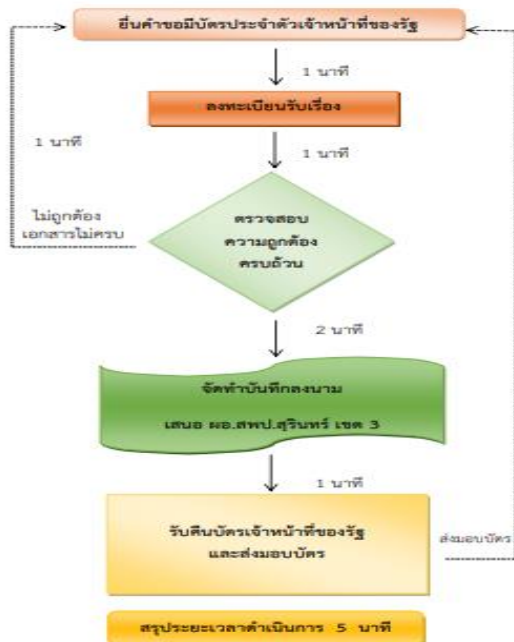 ยื่นคำขอมีบัตรประจำตัวเจ้าหน้าที่ของรัฐ
1 นาที
ลงทะเบียนรับเรื่อง
1 นาที
1 นาที
ไม่ถูกต้อง
เอกสารไม่ครบ
ตรวจสอบ
ความถูกต้อง
ครบถ้วน
2 นาที
จัดทำบันทึกลงนาม
เสนอ ผอ.สพป.สุรินทร์ เขต 3
1 นาที
รับคืนบัตรเจ้าหน้าที่ของรัฐ
และส่งมอบบัตร
ส่งมอบบัตร
สรุประยะเวลาดำเนินการ 5 นาที